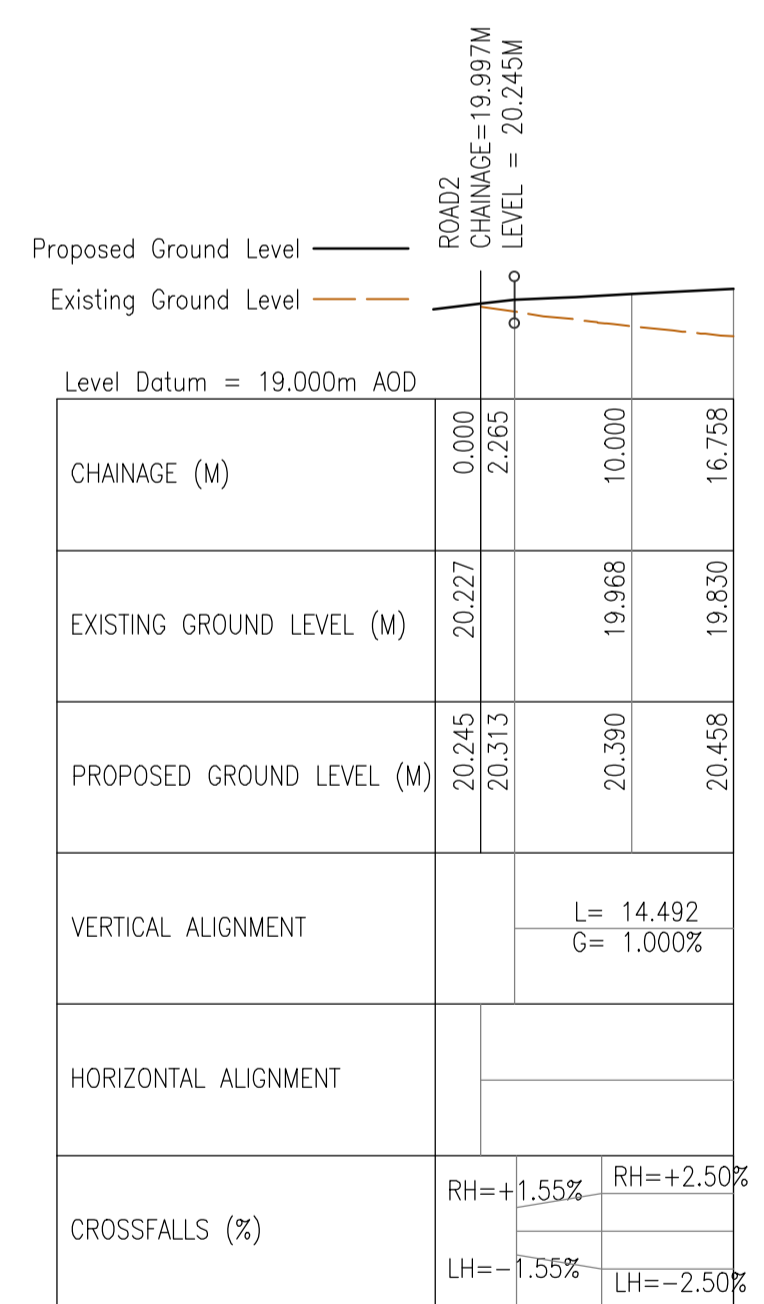 ROAD2
CHAINAGE=19.997M
LEVEL = 20.245M
Proposed Ground Level
Existing Ground Level
Level Datum = 19.000m AOD
CHAINAGE (M)
0.000
2.265
10.000
16.758
EXISTING GROUND LEVEL (M)
20.227
19.968
19.830
PROPOSED GROUND LEVEL (M)
20.245
20.313
20.390
20.458
VERTICAL ALIGNMENT
L= 14.492
G= 1.000%
HORIZONTAL ALIGNMENT
CROSSFALLS (%)
RH=+1.55%
RH=+2.50%
LH=-1.55%
LH=-2.50%